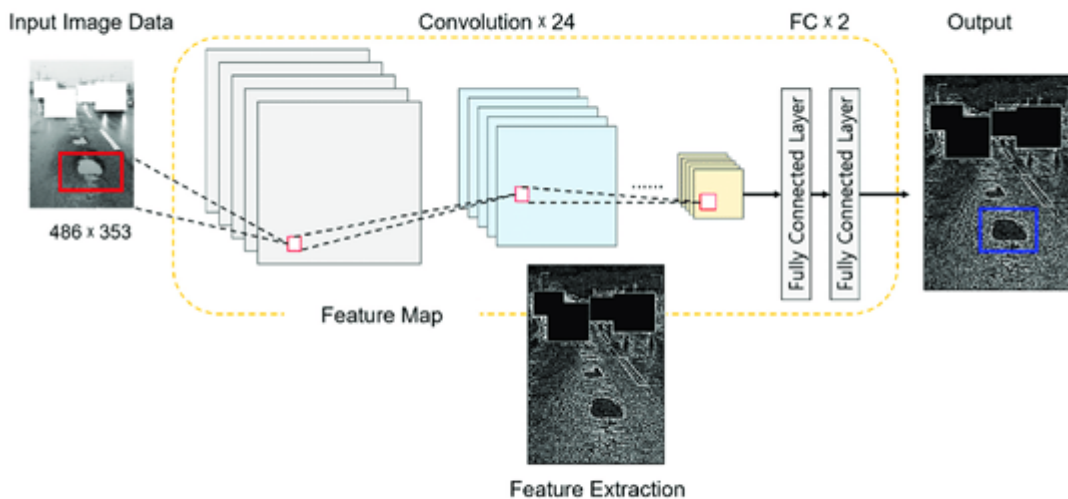 Input Image Data
Convolution x 24
FC x 2
Output
486 x 353
......
Fully Connected Layer
Fully Connected Layer
Feature Map
Feature Extraction